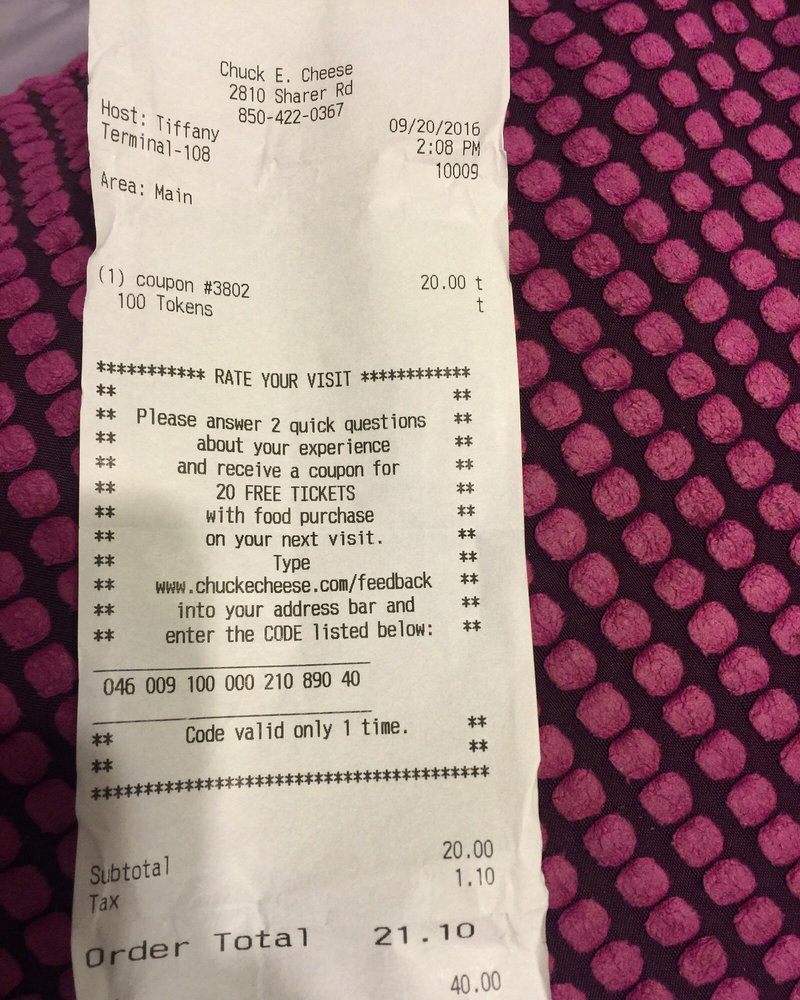 Chuck E. Cheese
2810 Sharer Rd
850-422-0367
Host: Tiffany 09/20/2016
Terminal-108 2:08 PM
10009
Area: Main
(1) coupon #3802 20.00 t
100 Tokens t
*********** RATE YOUR VISIT ************
** **
** Please answer 2 quick questions **
** about your experience **
** and receive a coupon for **
** 20 FREE TICKETS **
** with food purchase **
** on your next visit. **
** Type **
** www.chuckecheese.com/feedback **
** into your address bar and **
** enter the CODE listed below: **
046 009 100 000 210 890 40
** Code valid only 1 time. **
** **
****************************************
Subtotal 20.00
Tax 1.10
Order Total 21.10
40.00